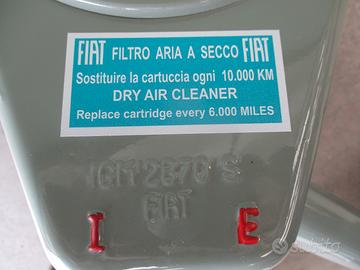 FIAT FILTRO ARIA A SECCO FIAT
Sostituire la cartuccia ogni 10.000 KM
DRY AIR CLEANER
Replace cartridge every 6.000 MILES
FIAT
I E
subito